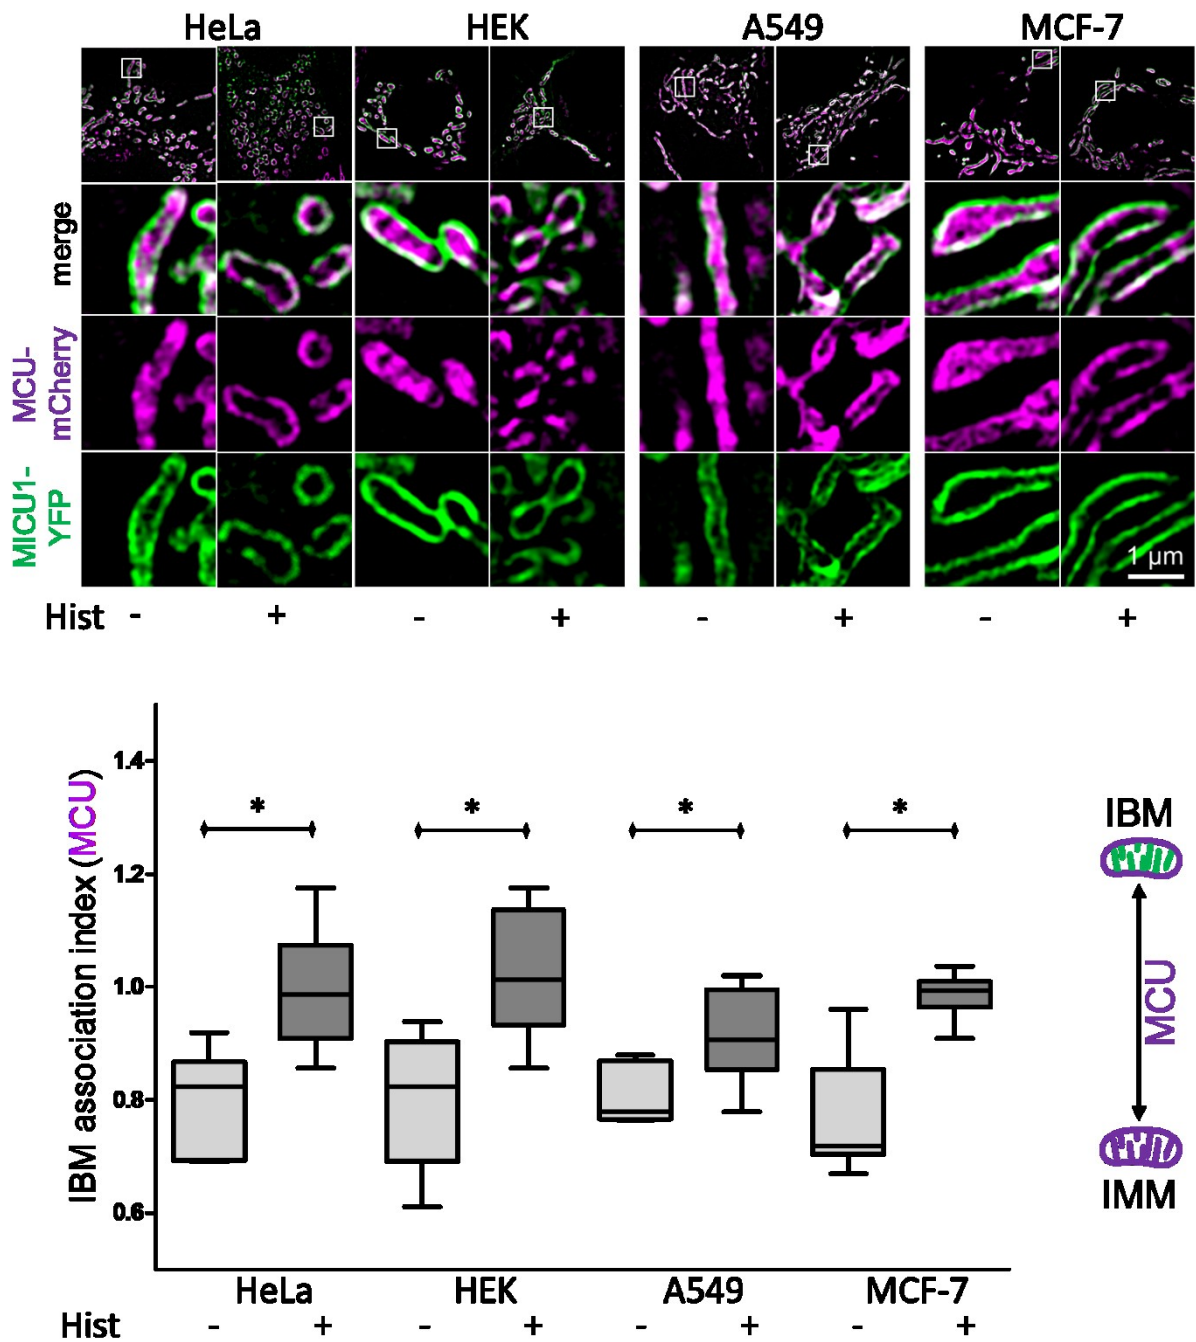 HeLa HEK A549 MCF-7
merge
MCU-
mCherry
MICU1-
YFP
1 µm
Hist - + - + - + - +
IBM association index (MCU)
1.4
1.2
1.0
0.8
0.6
* * * *
IBM
MCU
IMM
HeLa HEK A549 MCF-7
Hist - + - + - + - +